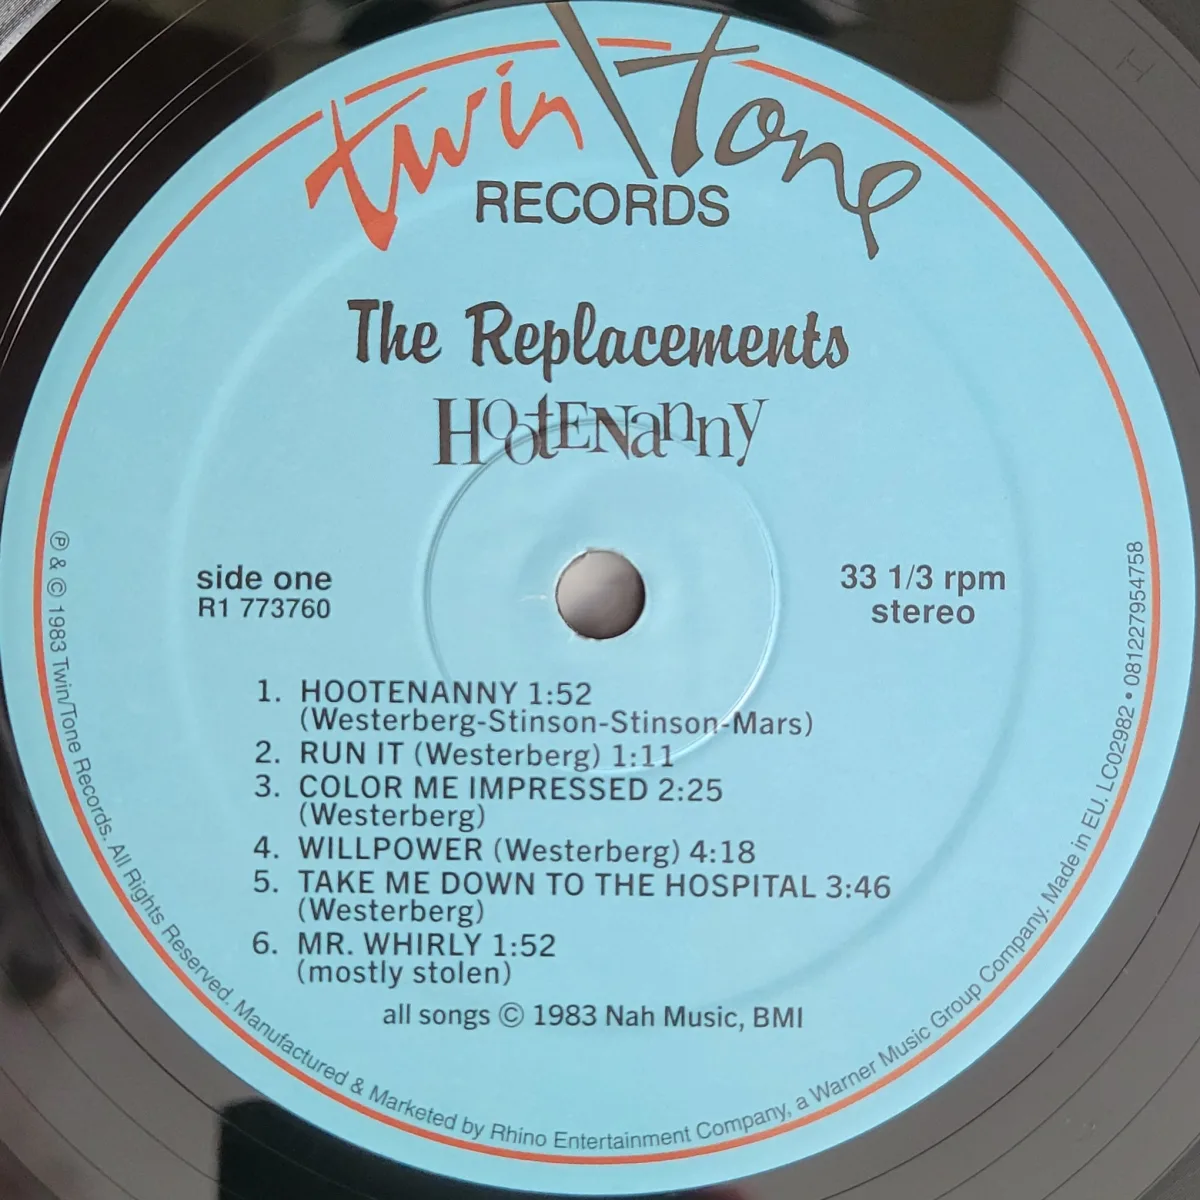 twin/tone
RECORDS
The Replacements
HOOtENanny
side one
R1 773760
33 1/3 rpm
stereo
1. HOOTENANNY 1:52
(Westerberg-Stinson-Stinson-Mars)
2. RUN IT (Westerberg) 1:11
3. COLOR ME IMPRESSED 2:25
(Westerberg)
4. WILLPOWER (Westerberg) 4:18
5. TAKE ME DOWN TO THE HOSPITAL 3:46
(Westerberg)
6. MR. WHIRLY 1:52
(mostly stolen)
all songs © 1983 Nah Music, BMI
℗ & © 1983 Twin/Tone Records. All Rights Reserved. Manufactured & Marketed by Rhino Entertainment Company, a Warner Music Group Company. Made in EU. LC02982 • 081227954758